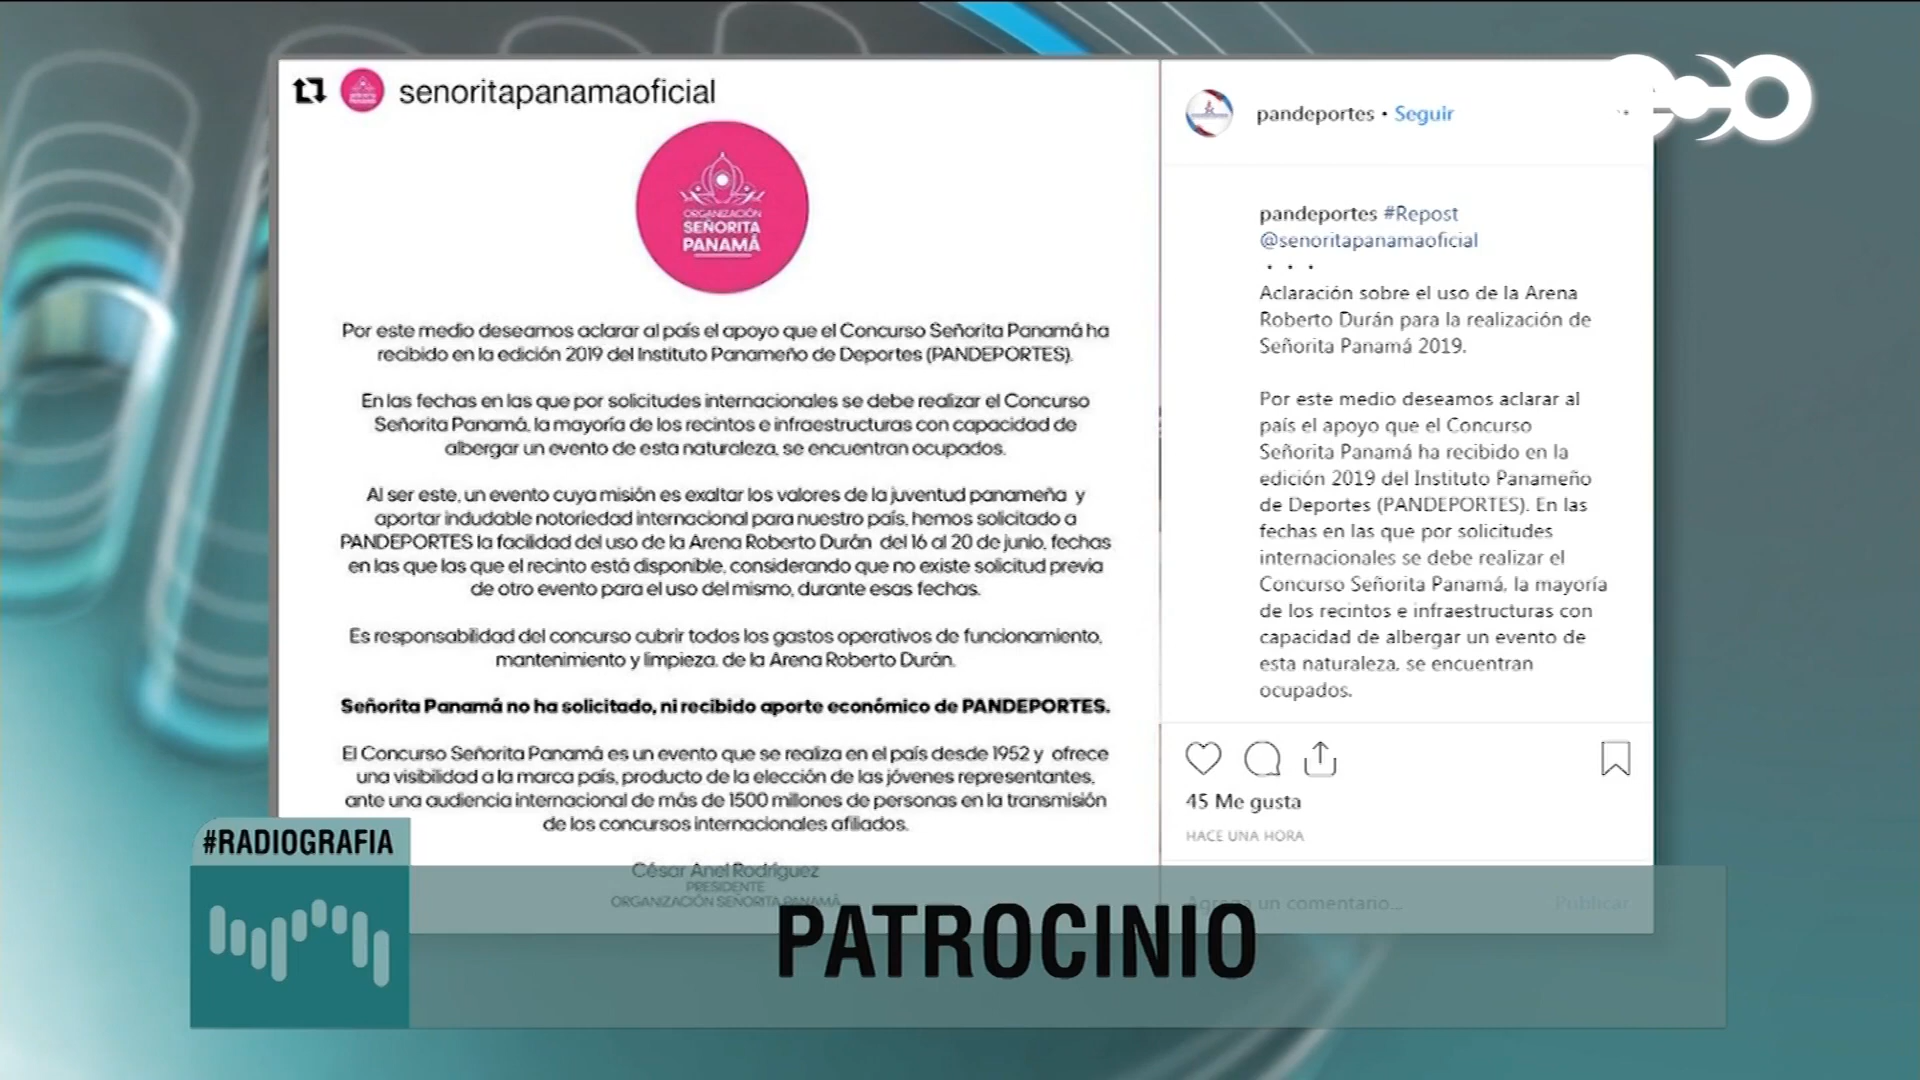 senoritapanamaoficial
ORGANIZACIÓN
SEÑORITA
PANAMÁ
Por este medio deseamos aclarar al país el apoyo que el Concurso Señorita Panamá ha
recibido en la edición 2019 del Instituto Panameño de Deportes (PANDEPORTES).
En las fechas en las que por solicitudes internacionales se debe realizar el Concurso
Señorita Panamá, la mayoría de los recintos e infraestructuras con capacidad de
albergar un evento de esta naturaleza, se encuentran ocupados.
Al ser este, un evento cuya misión es exaltar los valores de la juventud panameña y
aportar indudable notoriedad internacional para nuestro país, hemos solicitado a
PANDEPORTES la facilidad del uso de la Arena Roberto Durán del 16 al 20 de junio, fechas
en las que las que el recinto está disponible, considerando que no existe solicitud previa
de otro evento para el uso del mismo, durante esas fechas.
Es responsabilidad del concurso cubrir todos los gastos operativos de funcionamiento,
mantenimiento y limpieza, de la Arena Roberto Durán.
Señorita Panamá no ha solicitado, ni recibido aporte económico de PANDEPORTES.
El Concurso Señorita Panamá es un evento que se realiza en el país desde 1952 y ofrece
una visibilidad a la marca país, producto de la elección de las jóvenes representantes,
ante una audiencia internacional de más de 1500 millones de personas en la transmisión
de los concursos internacionales afiliados.
César Anel Rodríguez
PRESIDENTE
ORGANIZACIÓN SEÑORITA PANAMÁ
pandeportes • Seguir
eco
pandeportes #Repost
@senoritapanamaoficial
• • •
Aclaración sobre el uso de la Arena
Roberto Durán para la realización de
Señorita Panamá 2019.
Por este medio deseamos aclarar al
país el apoyo que el Concurso
Señorita Panamá ha recibido en la
edición 2019 del Instituto Panameño
de Deportes (PANDEPORTES). En las
fechas en las que por solicitudes
internacionales se debe realizar el
Concurso Señorita Panamá, la mayoría
de los recintos e infraestructuras con
capacidad de albergar un evento de
esta naturaleza, se encuentran
ocupados.
45 Me gusta
HACE UNA HORA
Agrega un comentario...
Publicar
#RADIOGRAFIA
PATROCINIO